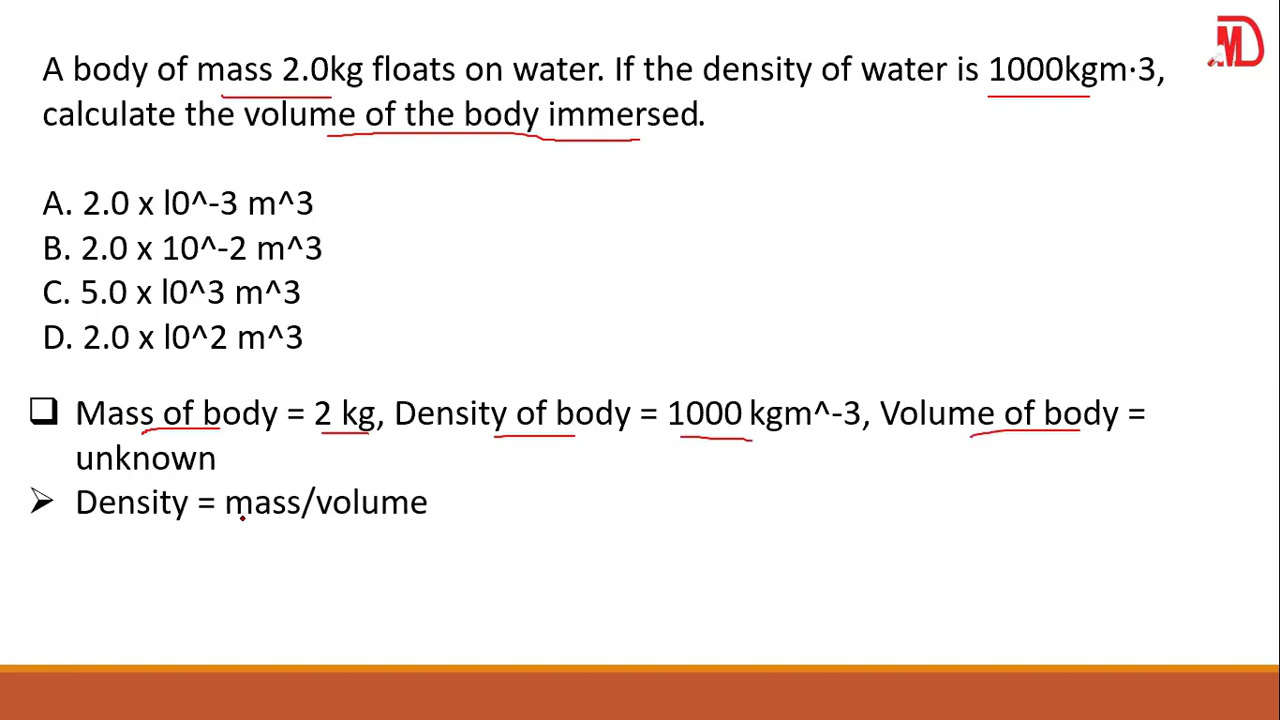 MD
A body of mass 2.0kg floats on water. If the density of water is 1000kgm·3,
calculate the volume of the body immersed.
A. 2.0 x l0^-3 m^3
B. 2.0 x 10^-2 m^3
C. 5.0 x l0^3 m^3
D. 2.0 x l0^2 m^3
❑ Mass of body = 2 kg, Density of body = 1000 kgm^-3, Volume of body =
unknown
➢ Density = mass/volume